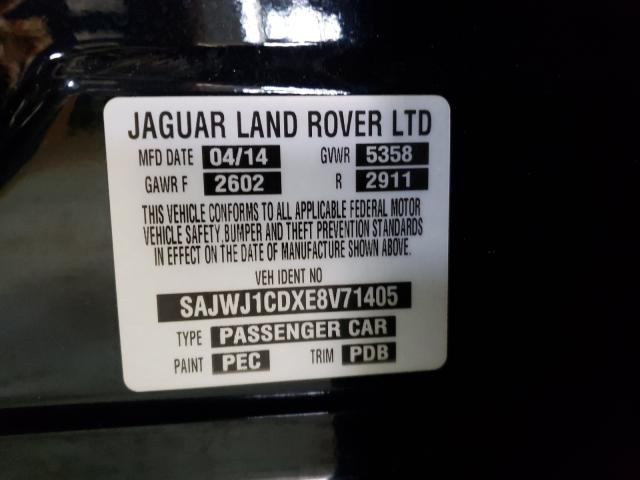 JAGUAR LAND ROVER LTD
MFD DATE 04/14 GVWR 5358
GAWR F 2602 R 2911
THIS VEHICLE CONFORMS TO ALL APPLICABLE FEDERAL MOTOR
VEHICLE SAFETY, BUMPER AND THEFT PREVENTION STANDARDS
IN EFFECT ON THE DATE OF MANUFACTURE SHOWN ABOVE.
VEH IDENT NO
SAJWJ1CDXE8V71405
TYPE PASSENGER CAR
PAINT PEC TRIM PDB